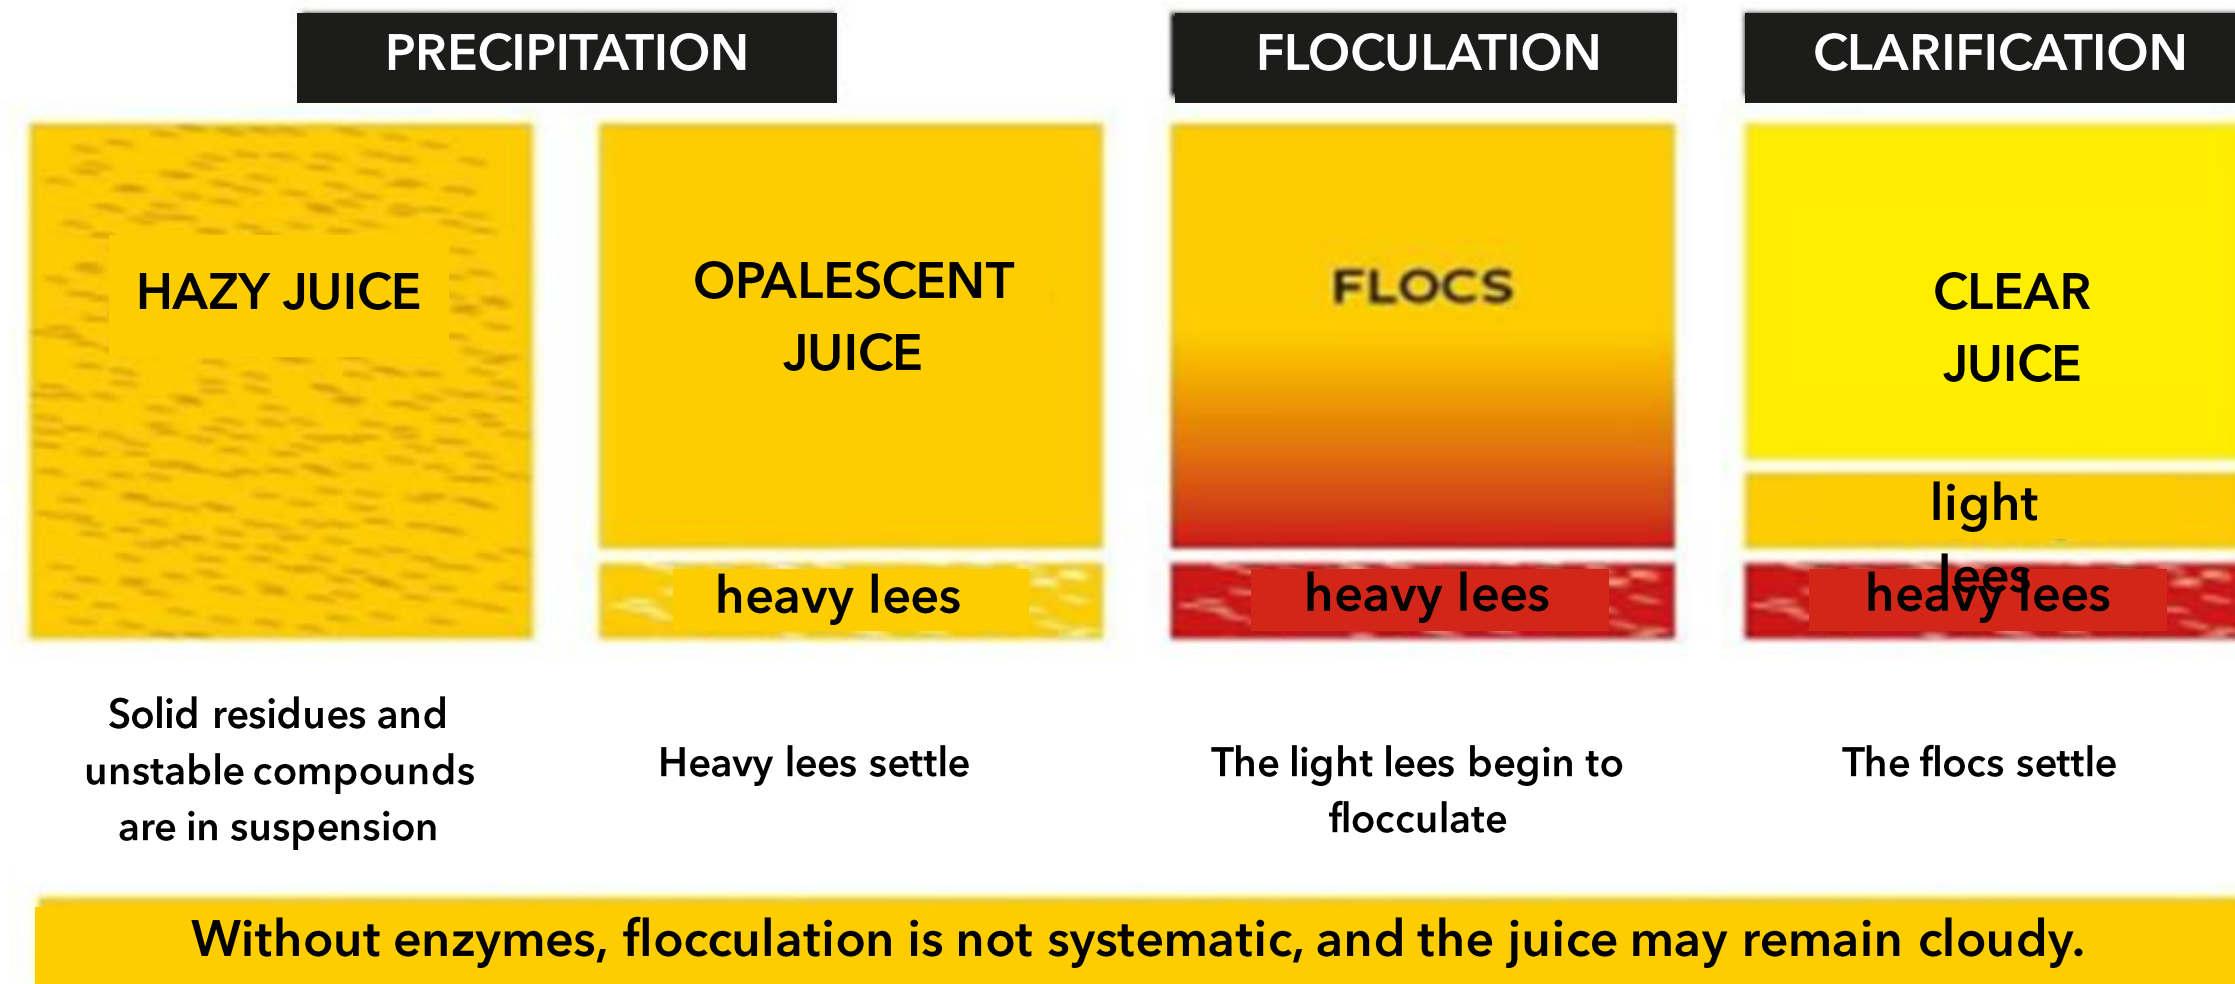 PRECIPITATION
FLOCULATION
CLARIFICATION
HAZY JUICE
OPALESCENT
JUICE
heavy lees
FLOCS
heavy lees
CLEAR
JUICE
light
lees
heavy lees
Solid residues and
unstable compounds
are in suspension
Heavy lees settle
The light lees begin to
flocculate
The flocs settle
Without enzymes, flocculation is not systematic, and the juice may remain cloudy.